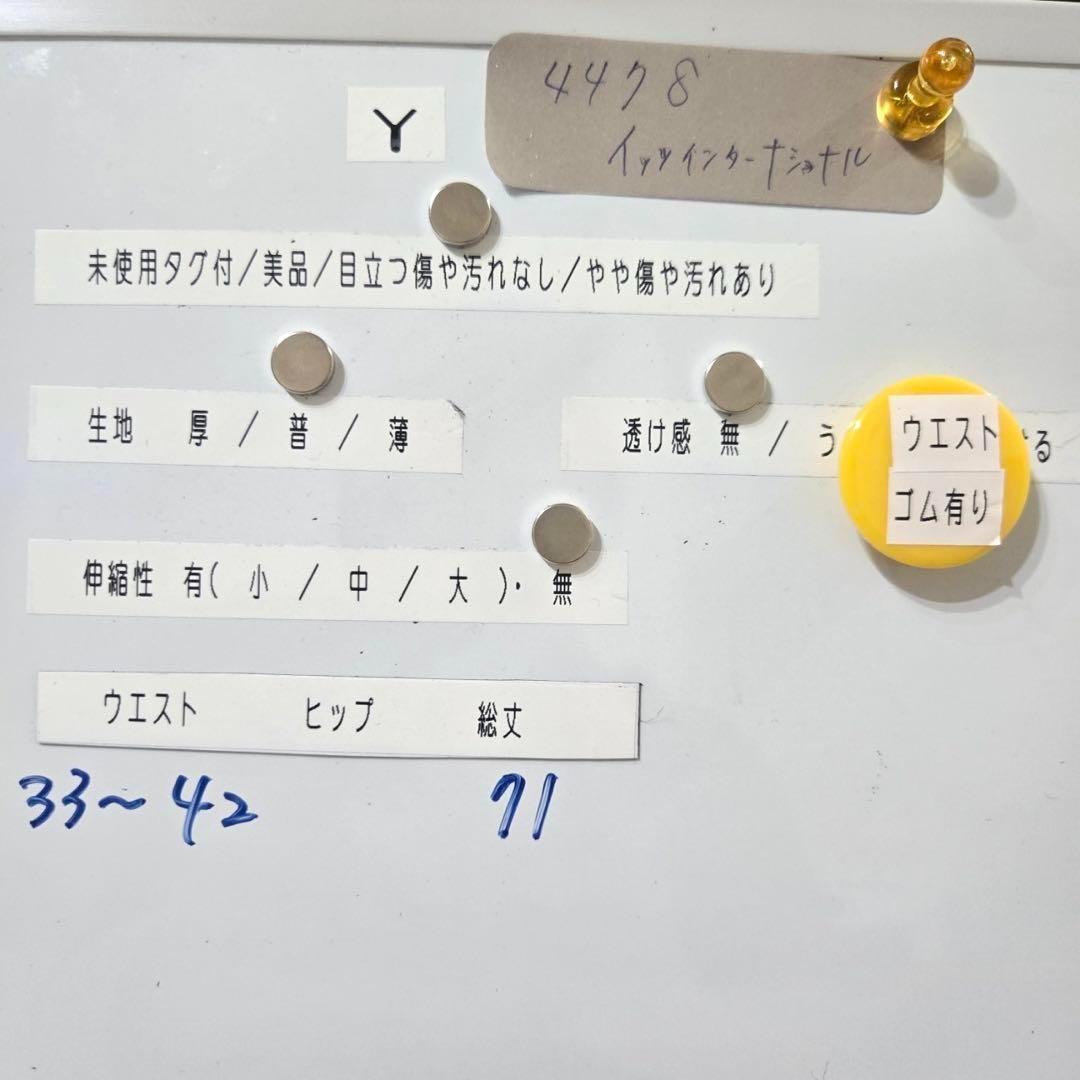 4478
イッツインターナショナル
Y
未使用タグ付/美品/目立つ傷や汚れなし/やや傷や汚れあり
生地 厚 / 普 / 薄
透け感 無 / う
る
ウエスト
ゴム有り
伸縮性 有( 小 / 中 / 大 )・ 無
ウエスト ヒップ 総丈
33～42 71